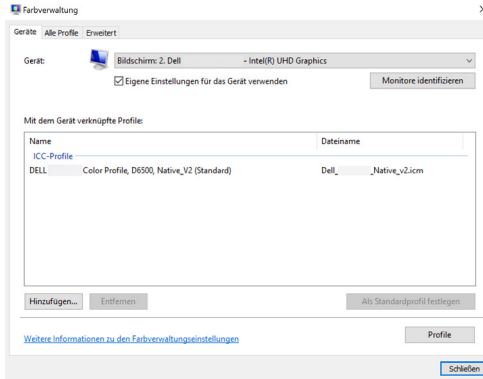 Farbverwaltung
Geräte Alle Profile Erweitert
Gerät: Bildschirm: 2. Dell - Intel(R) UHD Graphics
Eigene Einstellungen für das Gerät verwenden Monitore identifizieren
Mit dem Gerät verknüpfte Profile:
Name Dateiname
ICC-Profile
DELL Color Profile, D6500, Native_V2 (Standard) Dell_ _Native_v2.icm
Hinzufügen... Entfernen Als Standardprofil festlegen
Weitere Informationen zu den Farbverwaltungseinstellungen Profile
Schließen